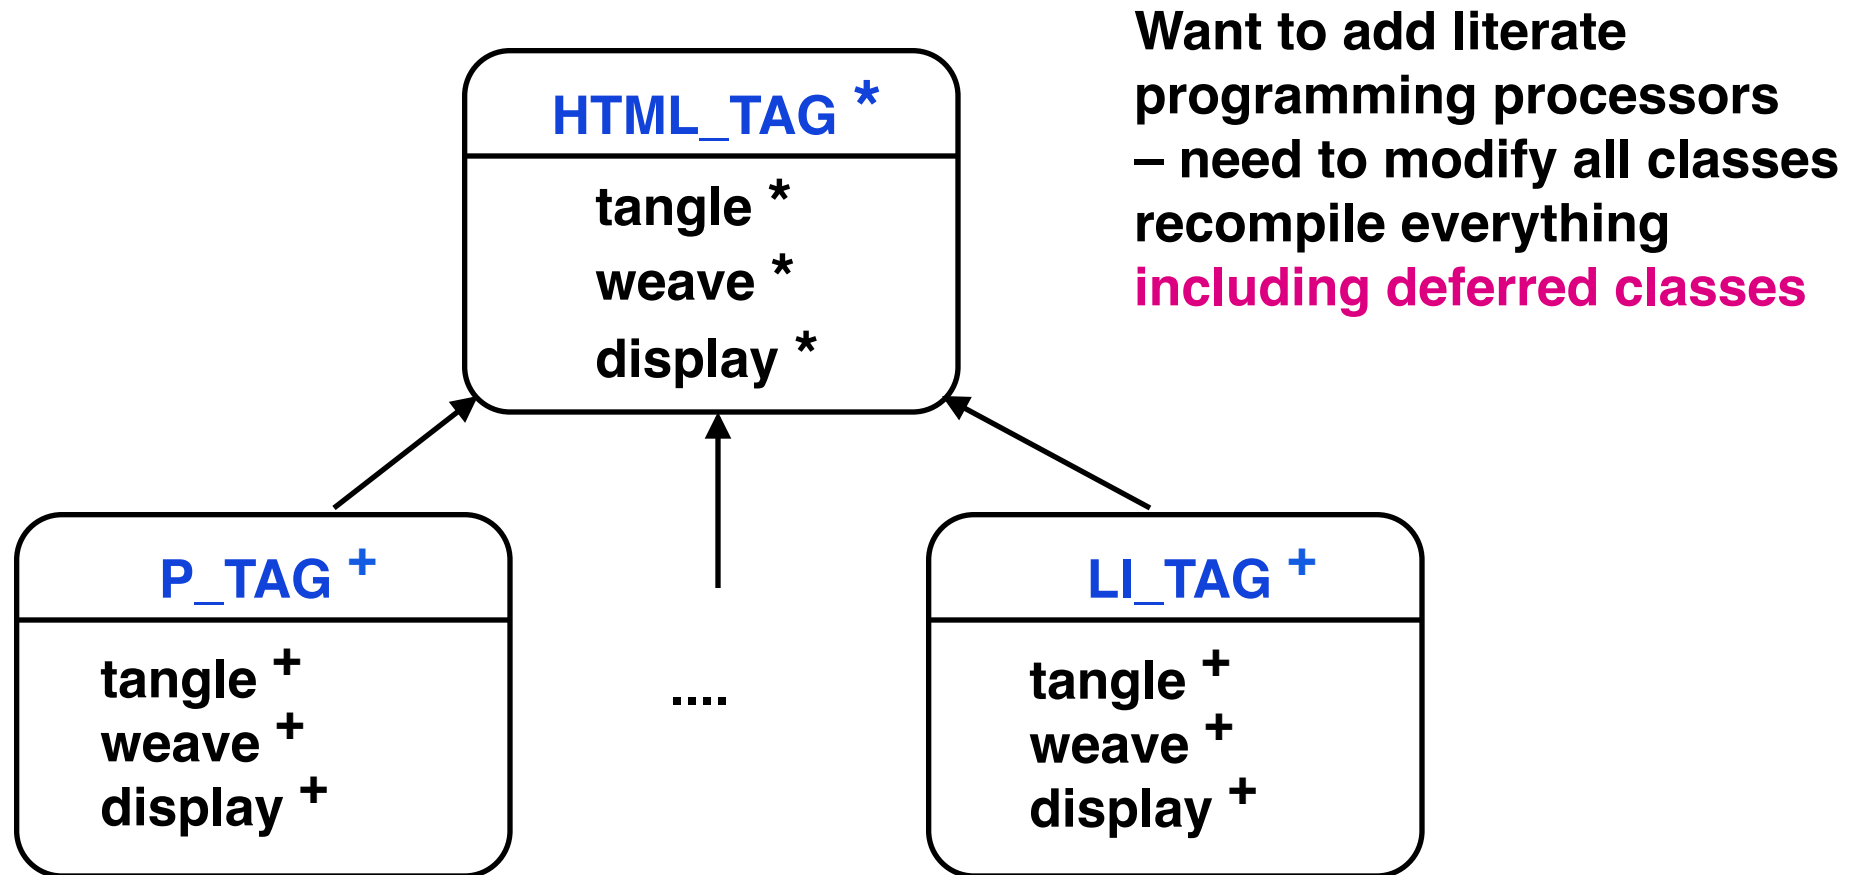 Want to add literate
programming processors
– need to modify all classes
recompile everything
including deferred classes
HTML_TAG *
tangle *
weave *
display *
P_TAG +
tangle +
weave +
display +
....
LI_TAG +
tangle +
weave +
display +